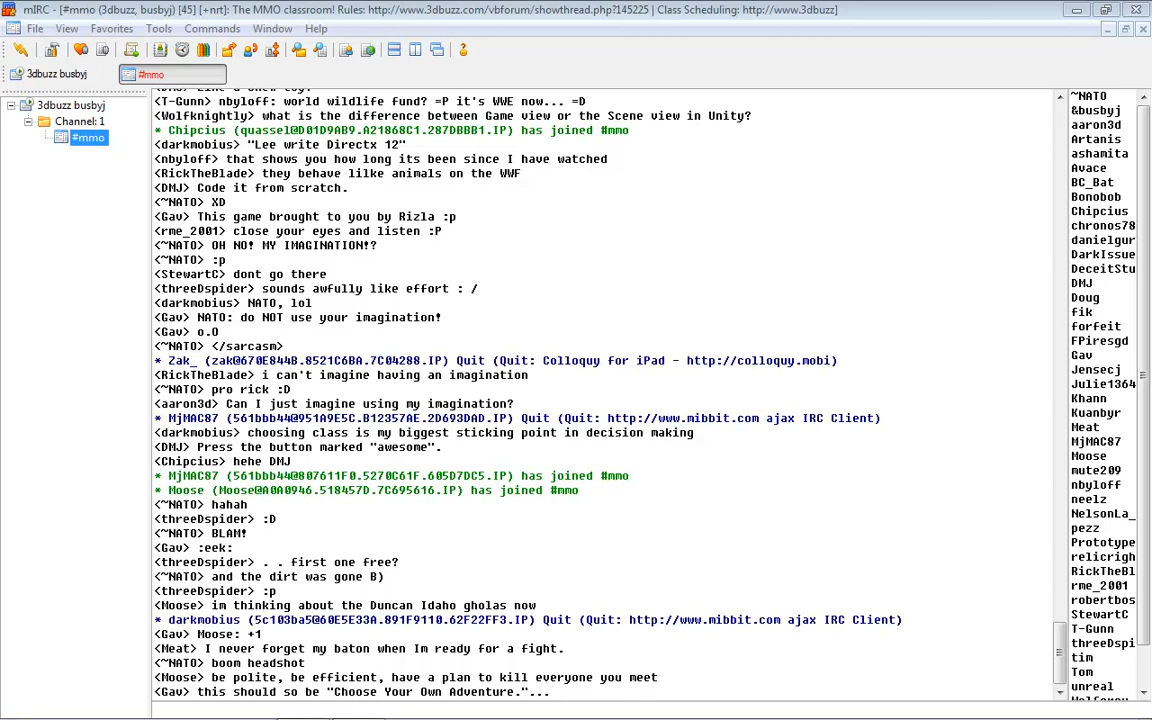 mIRC - [#mmo (3dbuzz, busbyj) [45] [+nrt]: The MMO classroom! Rules: http://www.3dbuzz.com/vbforum/showthread.php?145225 | Class Scheduling: http://www.3dbuzz]
File View Favorites Tools Commands Window Help
3dbuzz busbyj #mmo
3dbuzz busbyj
Channel: 1
#mmo
<T-Gunn> nbyloff: world wildlife fund? =P it's WWE now... =D
<Wolfknightly> what is the difference between Game view or the Scene view in Unity?
* Chipcius (quassel@D01D9AB9.A21868C1.287DBBB1.IP) has joined #mmo
<darkmobius> "Lee write Directx 12"
<nbyloff> that shows you how long its been since I have watched
<RickTheBlade> they behave lilke animals on the WWF
<DMJ> Code it from scratch.
<~NATO> XD
<Gav> This game brought to you by Rizla :p
<rme_2001> close your eyes and listen :P
<~NATO> OH NO! MY IMAGINATION!?
<~NATO> :p
<StewartC> dont go there
<threeDspider> sounds awfully like effort : /
<darkmobius> NATO, lol
<Gav> NATO: do NOT use your imagination!
<Gav> o.O
<~NATO> </sarcasm>
* Zak_ (zak@670E844B.8521C6BA.7C04288.IP) Quit (Quit: Colloquy for iPad - http://colloquy.mobi)
<RickTheBlade> i can't imagine having an imagination
<~NATO> pro rick :D
<aaron3d> Can I just imagine using my imagination?
* MjMAC87 (561bbb44@951A9E5C.B12357AE.2D693DAD.IP) Quit (Quit: http://www.mibbit.com ajax IRC Client)
<darkmobius> choosing class is my biggest sticking point in decision making
<DMJ> Press the button marked "awesome".
<Chipcius> hehe DMJ
* MjMAC87 (561bbb44@807611F0.5270C61F.605D7DC5.IP) has joined #mmo
* Moose (Moose@A0A0946.518457D.7C695616.IP) has joined #mmo
<~NATO> hahah
<threeDspider> :D
<~NATO> BLAM!
<Gav> :eek:
<threeDspider> . . first one free?
<~NATO> and the dirt was gone B)
<threeDspider> :p
<Moose> im thinking about the Duncan Idaho gholas now
* darkmobius (5c103ba5@60E5E33A.891F9110.62F22FF3.IP) Quit (Quit: http://www.mibbit.com ajax IRC Client)
<Gav> Moose: +1
<Meat> I never forget my baton when Im ready for a fight.
<~NATO> boom headshot
<Moose> be polite, be efficient, have a plan to kill everyone you meet
<Gav> this should so be "Choose Your Own Adventure."...
~NATO
&busbyj
aaron3d
Artanis
ashamita
Avace
BC_Bat
Bonobob
Chipcius
chronos78
danielgur
DarkIssue
DeceitStu
DMJ
Doug
fik
forfeit
FPiresgd
Gav
Jensecj
Julie1364
Khann
Kuanbyr
Meat
MjMAC87
Moose
mute209
nbyloff
neelz
NelsonLa_
pezz
Prototype
relicrigh
RickTheBl
rme_2001
robertbos
StewartC
T-Gunn
threeDspi
tim
Tom
unreal